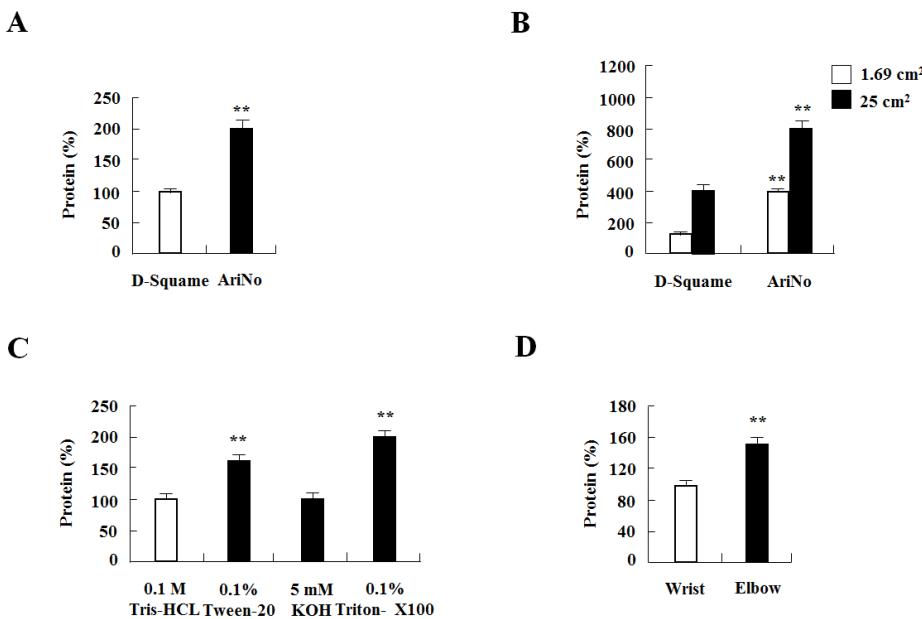 A
Protein (%)
250
200
150
100
50
0
**
D-Squame AriNo
B
Protein (%)
1200
1000
800
600
400
200
0
1.69 cm²
25 cm²
**
**
D-Squame AriNo
C
Protein (%)
250
200
150
100
50
0
**
**
0.1 M 0.1% 5 mM 0.1%
Tris-HCL Tween-20 KOH Triton- X100
D
Protein (%)
180
160
120
80
40
0
**
Wrist Elbow